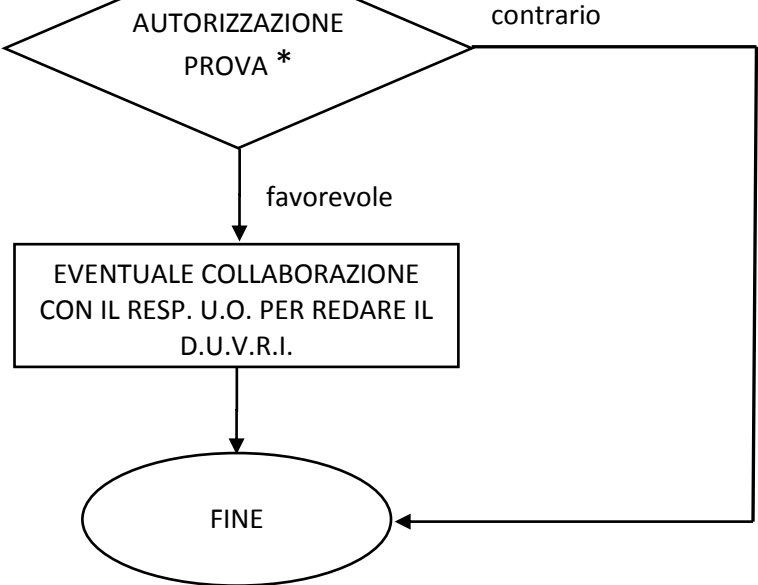 contrario
AUTORIZZAZIONE
PROVA *
favorevole
EVENTUALE COLLABORAZIONE
CON IL RESP. U.O. PER REDARE IL
D.U.V.R.I.
FINE